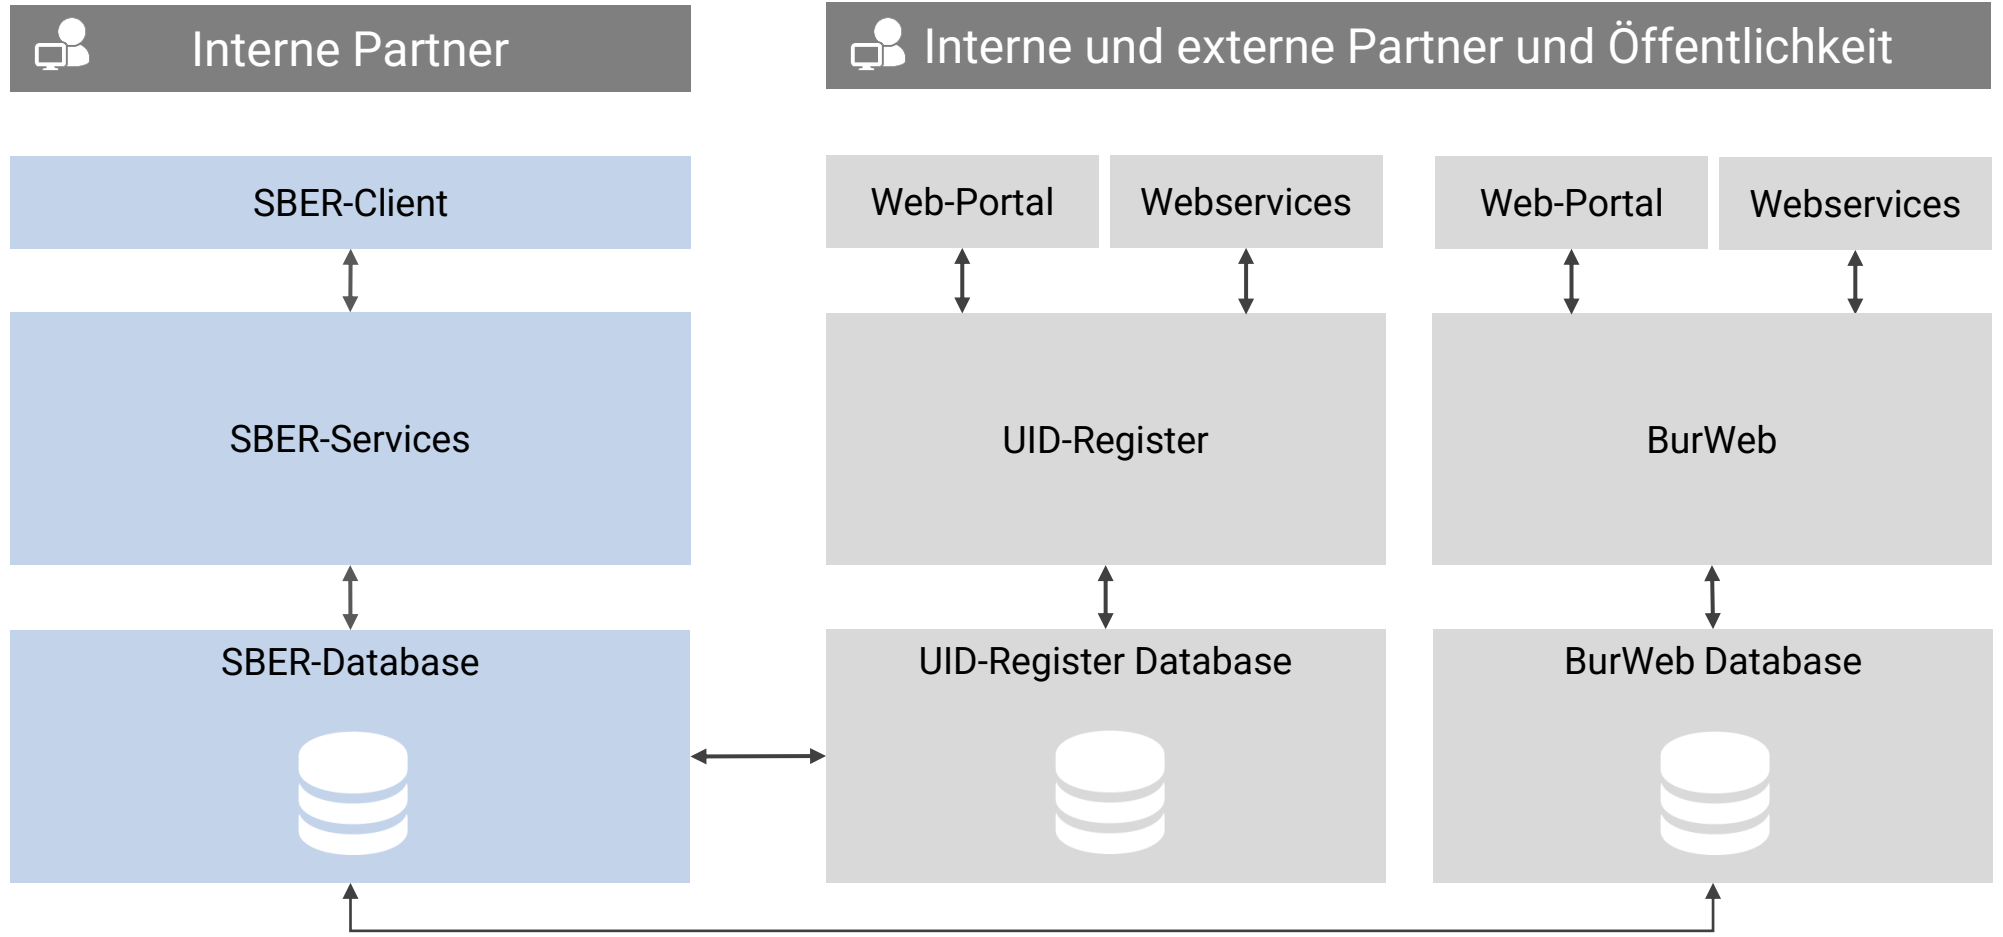 Interne Partner
Interne und externe Partner und Öffentlichkeit
SBER-Client
Web-Portal
Webservices
Web-Portal
Webservices
SBER-Services
UID-Register
BurWeb
SBER-Database
UID-Register Database
BurWeb Database